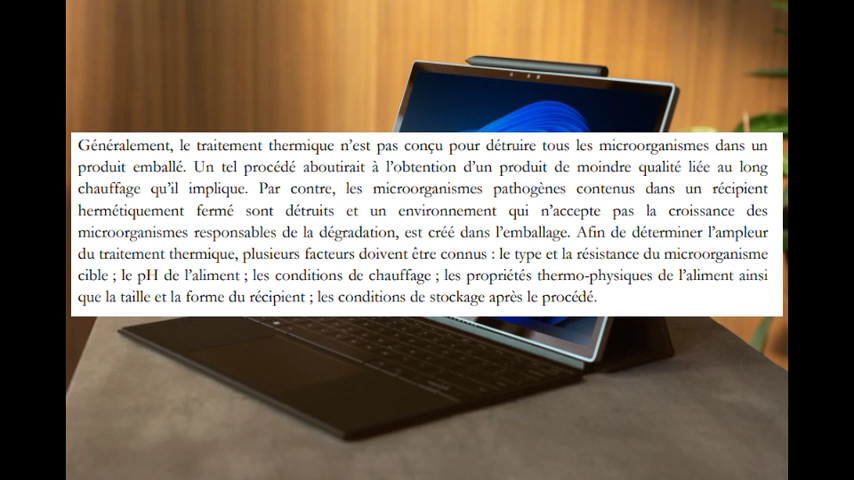 Généralement, le traitement thermique n’est pas conçu pour détruire tous les microorganismes dans un
produit emballé. Un tel procédé aboutirait à l’obtention d’un produit de moindre qualité liée au long
chauffage qu’il implique. Par contre, les microorganismes pathogènes contenus dans un récipient
hermétiquement fermé sont détruits et un environnement qui n’accepte pas la croissance des
microorganismes responsables de la dégradation, est créé dans l’emballage. Afin de déterminer l’ampleur
du traitement thermique, plusieurs facteurs doivent être connus : le type et la résistance du microorganisme
cible ; le pH de l’aliment ; les conditions de chauffage ; les propriétés thermo-physiques de l’aliment ainsi
que la taille et la forme du récipient ; les conditions de stockage après le procédé.